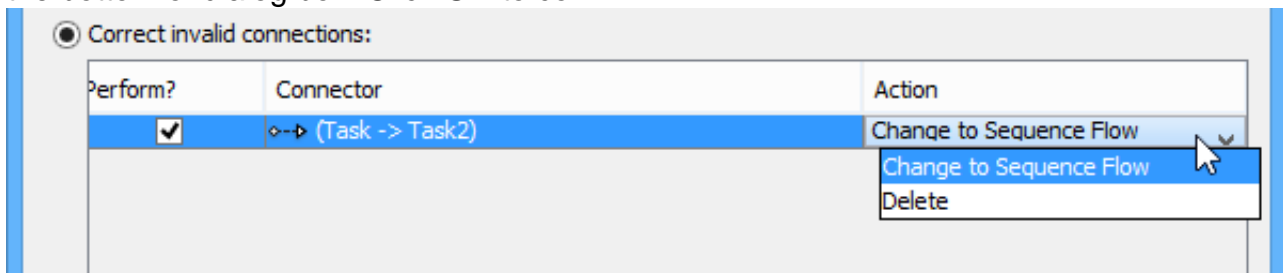 Correct invalid connections:
Perform? Connector Action
(Task -> Task2) Change to Sequence Flow
Change to Sequence Flow
Delete